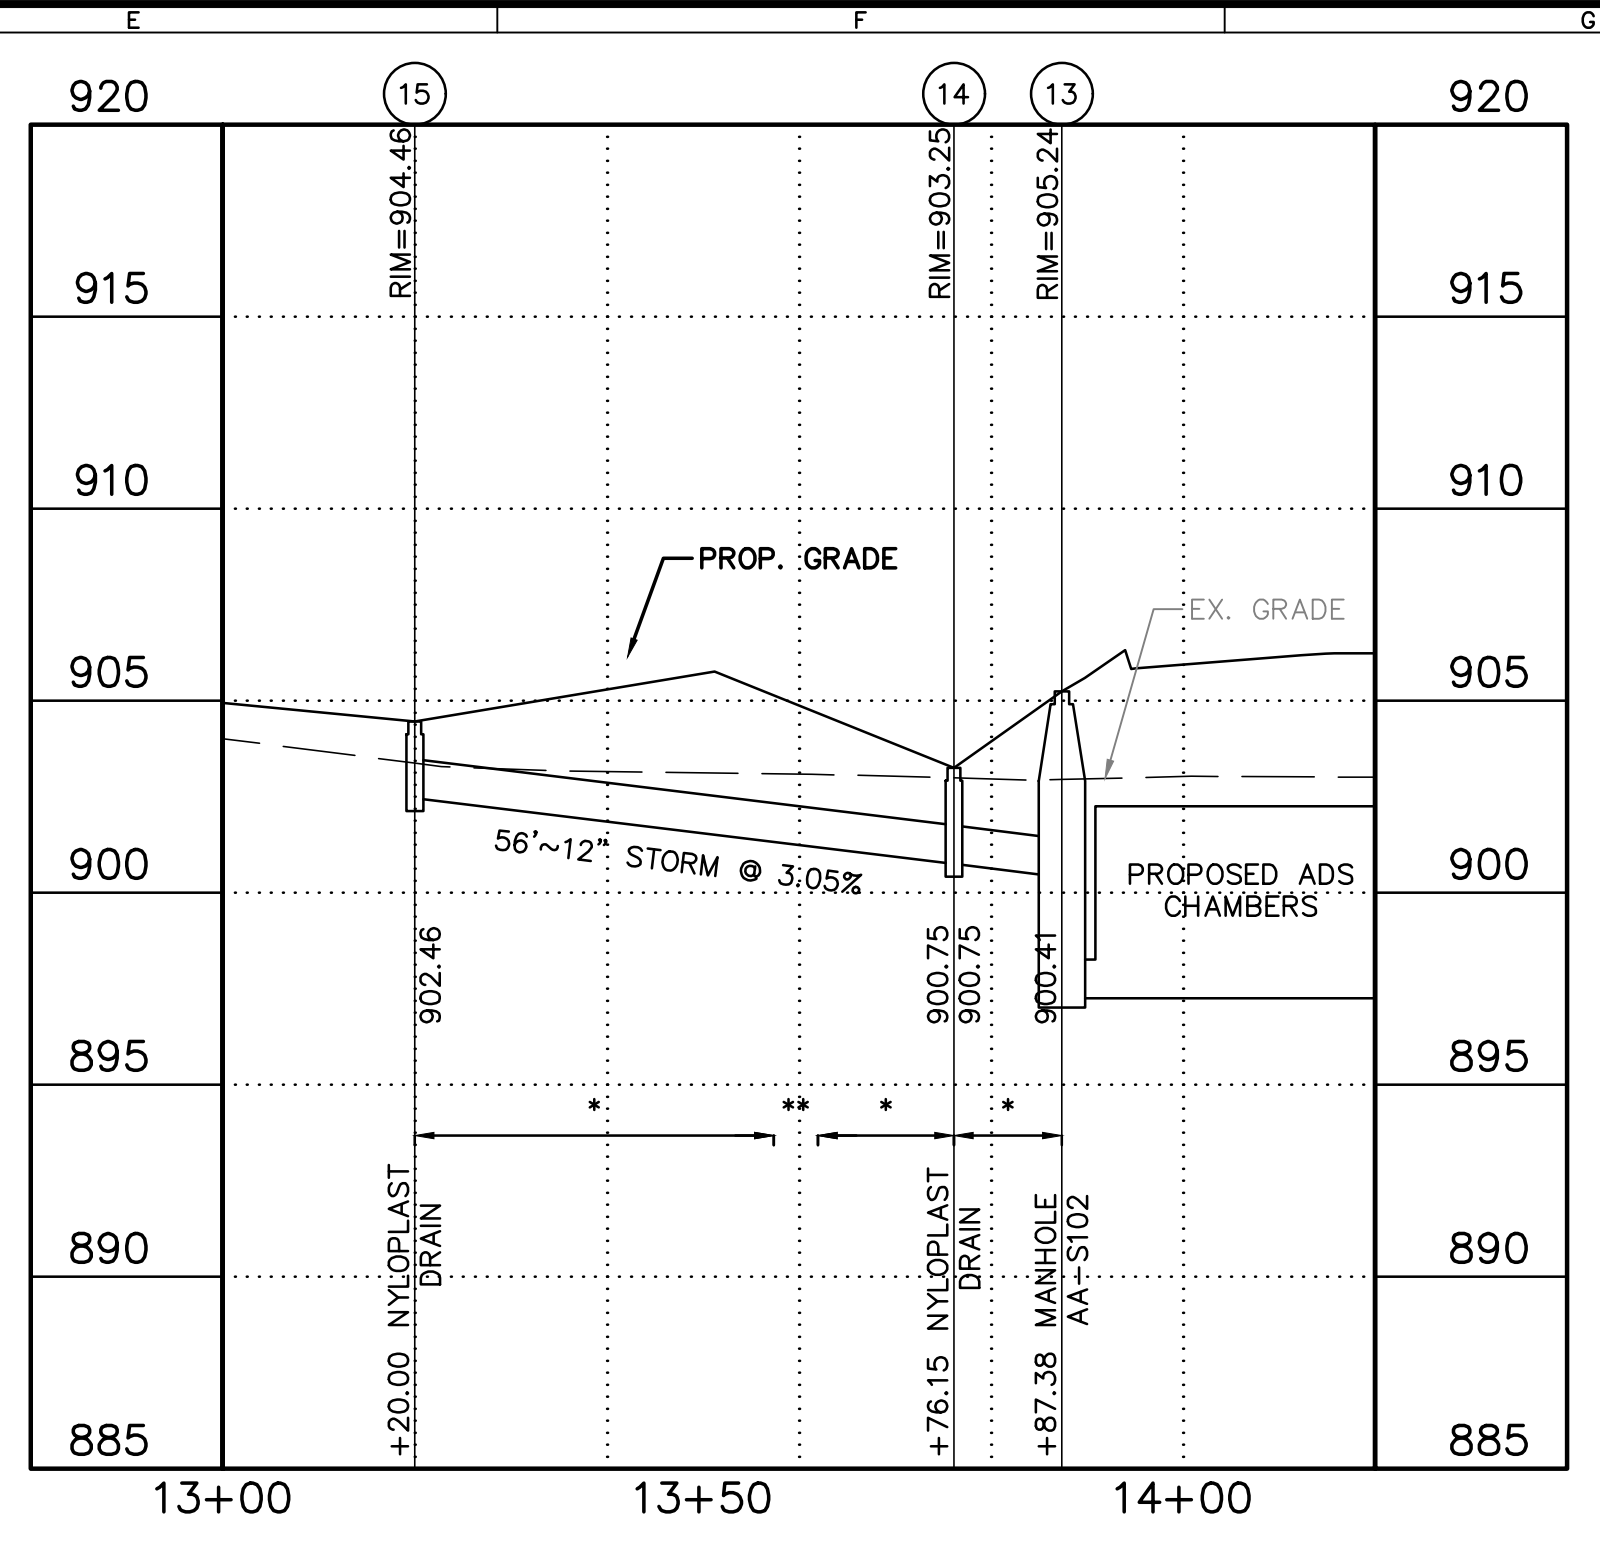 E F G
920 15 14 13 920
RIM=904.46
RIM=903.25
RIM=905.24
915 915
910 910
PROP. GRADE
EX. GRADE
905 905
56'~12" STORM @ 3.05%
900 900
PROPOSED ADS
CHAMBERS
902.46
900.75
900.75
900.41
895 895
* ** * *
+20.00 NYLOPLAST
DRAIN
+76.15 NYLOPLAST
DRAIN
+87.38 MANHOLE
AA-S102
890 890
885 885
13+00 13+50 14+00